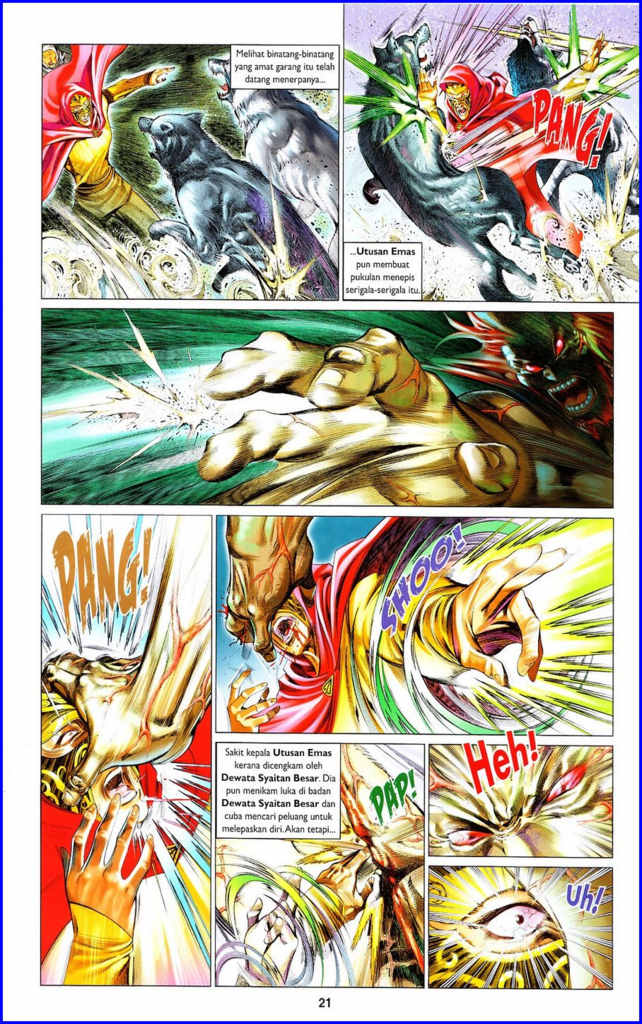 Melihat binatang-binatang
yang amat garang itu telah
datang menerpanya...
PANG!
...Utusan Emas
pun membuat
pukulan menepis
serigala-serigala itu.
PANG!
SHOO!
Sakit kepala Utusan Emas
kerana dicengkam oleh
Dewata Syaitan Besar. Dia
pun menikam luka di badan
Dewata Syaitan Besar dan
cuba mencari peluang untuk
melepaskan diri. Akan tetapi...
PAP!
Heh!
Uh!
21